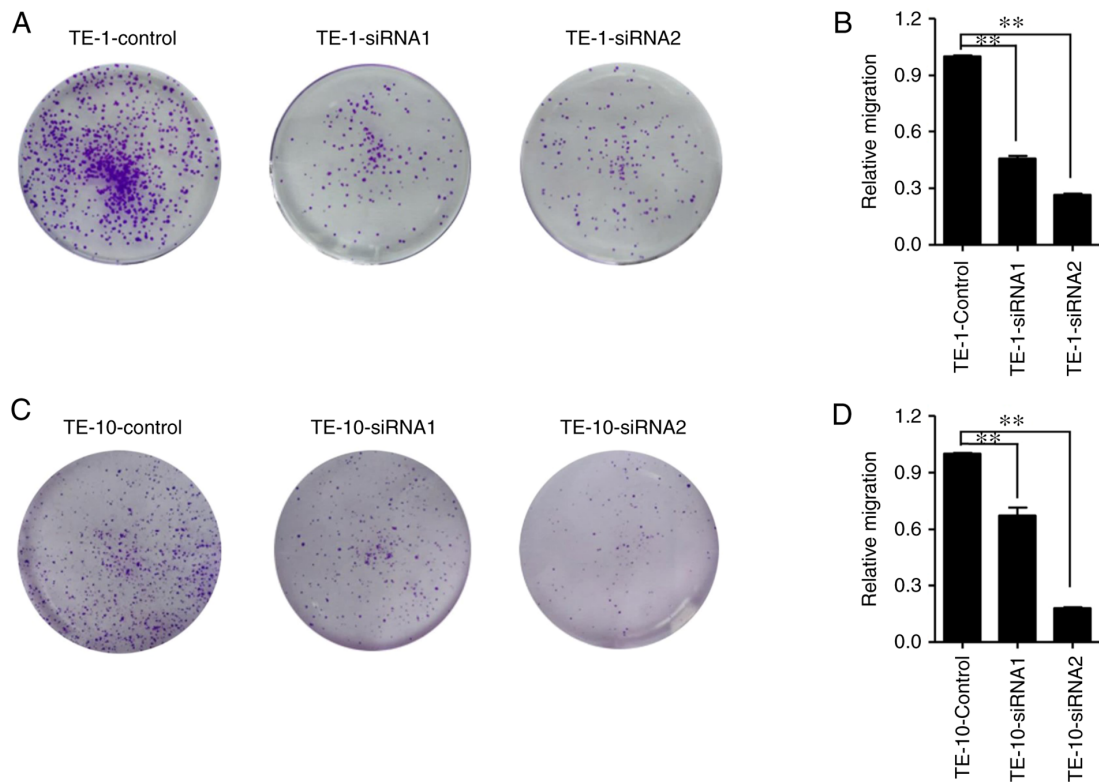 A
TE-1-control
TE-1-siRNA1
TE-1-siRNA2
B
Relative migration
1.2
0.9
0.6
0.3
0.0
**
**
TE-1-Control
TE-1-siRNA1
TE-1-siRNA2
C
TE-10-control
TE-10-siRNA1
TE-10-siRNA2
D
Relative migration
1.2
0.9
0.6
0.3
0.0
**
**
TE-10-Control
TE-10-siRNA1
TE-10-siRNA2